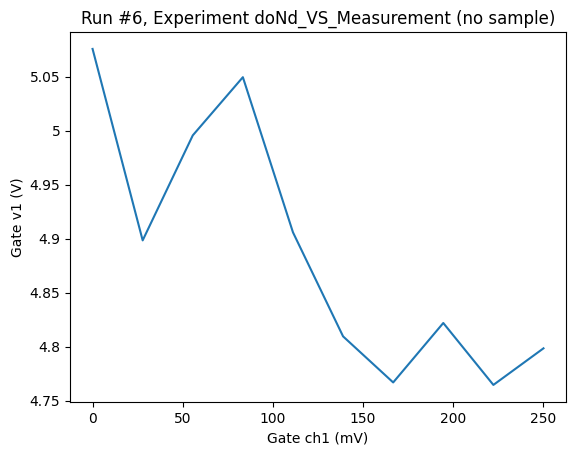 Run #6, Experiment doNd_VS_Measurement (no sample)
Gate v1 (V)
5.05
5
4.95
4.9
4.85
4.8
4.75
0 50 100 150 200 250
Gate ch1 (mV)